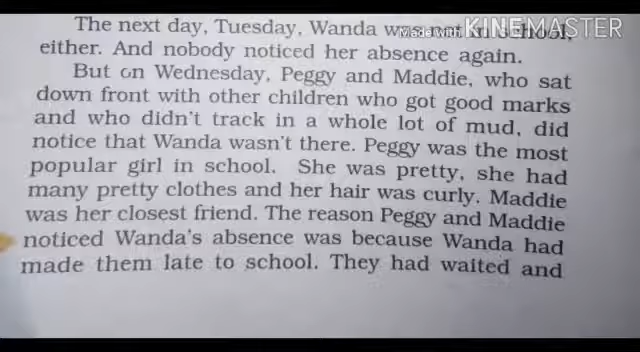 The next day, Tuesday, Wanda was not in school,
Made with KINEMASTER
either. And nobody noticed her absence again.
But on Wednesday, Peggy and Maddie, who sat
down front with other children who got good marks
and who didn't track in a whole lot of mud, did
notice that Wanda wasn't there. Peggy was the most
popular girl in school. She was pretty, she had
many pretty clothes and her hair was curly. Maddie
was her closest friend. The reason Peggy and Maddie
noticed Wanda's absence was because Wanda had
made them late to school. They had waited and